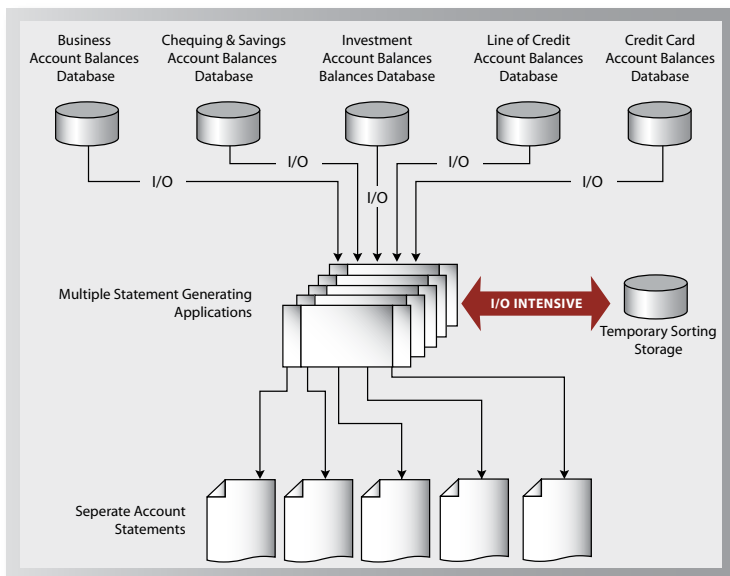 Business
Account Balances
Database
Chequing & Savings
Account Balances
Database
Investment
Account Balances
Balances Database
Line of Credit
Account Balances
Database
Credit Card
Account Balances
Database
I/O
I/O
I/O
I/O
I/O
Multiple Statement Generating
Applications
I/O INTENSIVE
Temporary Sorting
Storage
Seperate Account
Statements